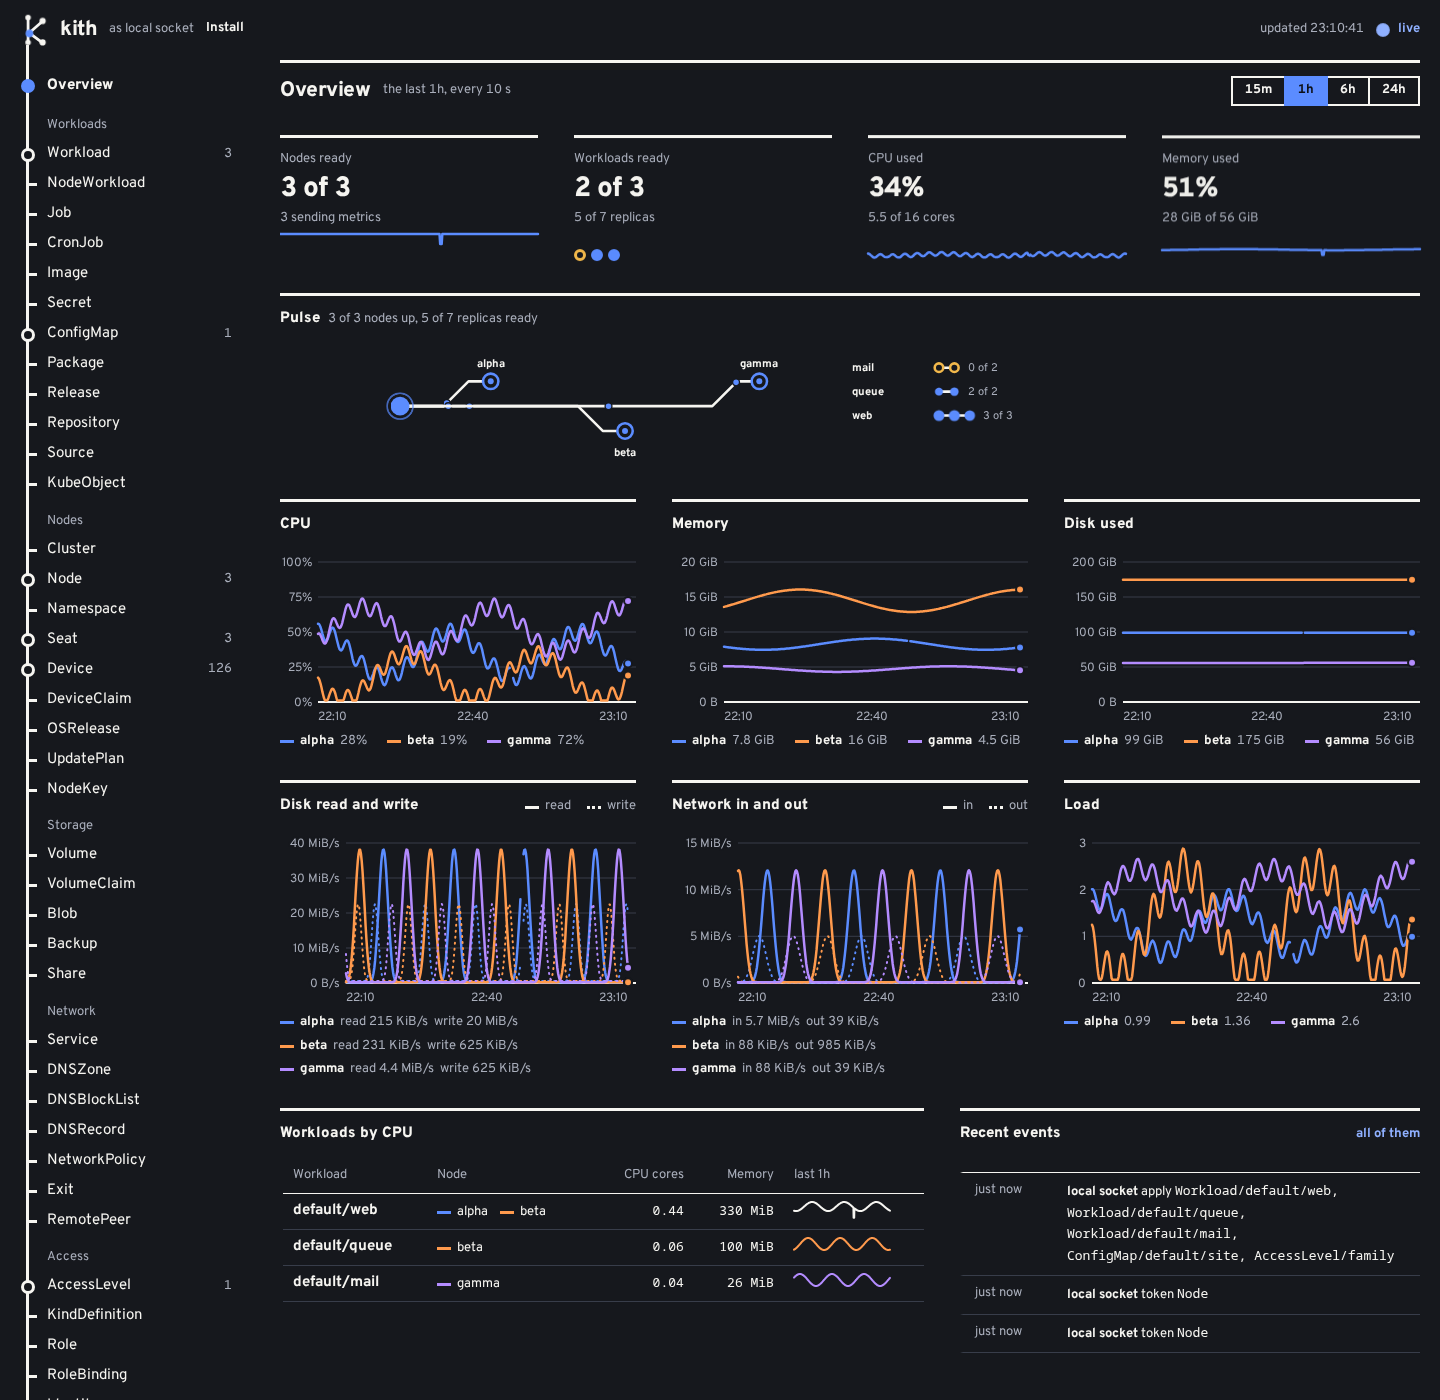 kith as local socket Install
updated 23:10:41 live
Overview
Workloads
Workload 3
NodeWorkload
Job
CronJob
Image
Secret
ConfigMap 1
Package
Release
Repository
Source
KubeObject
Nodes
Cluster
Node 3
Namespace
Seat 3
Device 126
DeviceClaim
OSRelease
UpdatePlan
NodeKey
Storage
Volume
VolumeClaim
Blob
Backup
Share
Network
Service
DNSZone
DNSBlockList
DNSRecord
NetworkPolicy
Exit
RemotePeer
Access
AccessLevel 1
KindDefinition
Role
RoleBinding
Overview the last 1h, every 10 s
15m 1h 6h 24h
Nodes ready
3 of 3
3 sending metrics
Workloads ready
2 of 3
5 of 7 replicas
CPU used
34%
5.5 of 16 cores
Memory used
51%
28 GiB of 56 GiB
Pulse 3 of 3 nodes up, 5 of 7 replicas ready
alpha
gamma
beta
mail 0 of 2
queue 2 of 2
web 3 of 3
CPU
100%
75%
50%
25%
0%
22:10 22:40 23:10
alpha 28% beta 19% gamma 72%
Memory
20 GiB
15 GiB
10 GiB
5 GiB
0 B
22:10 22:40 23:10
alpha 7.8 GiB beta 16 GiB gamma 4.5 GiB
Disk used
200 GiB
150 GiB
100 GiB
50 GiB
0 B
22:10 22:40 23:10
alpha 99 GiB beta 175 GiB gamma 56 GiB
Disk read and write read write
40 MiB/s
30 MiB/s
20 MiB/s
10 MiB/s
0 B/s
22:10 22:40 23:10
alpha read 215 KiB/s write 20 MiB/s
beta read 231 KiB/s write 625 KiB/s
gamma read 4.4 MiB/s write 625 KiB/s
Network in and out in out
15 MiB/s
10 MiB/s
5 MiB/s
0 B/s
22:10 22:40 23:10
alpha in 5.7 MiB/s out 39 KiB/s
beta in 88 KiB/s out 985 KiB/s
gamma in 88 KiB/s out 39 KiB/s
Load
3
2
1
0
22:10 22:40 23:10
alpha 0.99 beta 1.36 gamma 2.6
Workloads by CPU
Workload Node CPU cores Memory last 1h
default/web alpha beta 0.44 330 MiB
default/queue beta 0.06 100 MiB
default/mail gamma 0.04 26 MiB
Recent events all of them
just now local socket apply Workload/default/web,
Workload/default/queue,
Workload/default/mail,
ConfigMap/default/site, AccessLevel/family
just now local socket token Node
just now local socket token Node